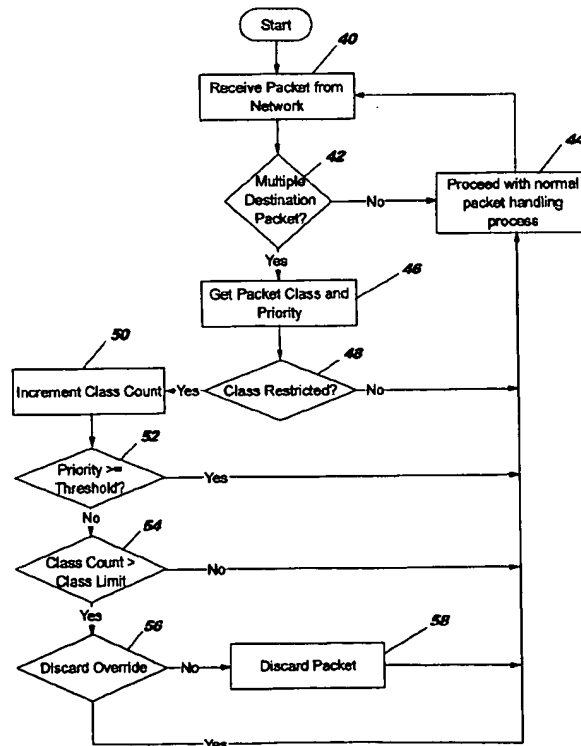 Start
40
Receive Packet from
Network
42
Multiple
Destination
Packet?
No
44
Proceed with normal
packet handling
process
Yes
46
Get Packet Class and
Priority
48
Class Restricted?
No
Yes
50
Increment Class Count
52
Priority >=
Threshold?
Yes
No
54
Class Count >
Class Limit
No
Yes
56
Discard Override
No
58
Discard Packet
Yes